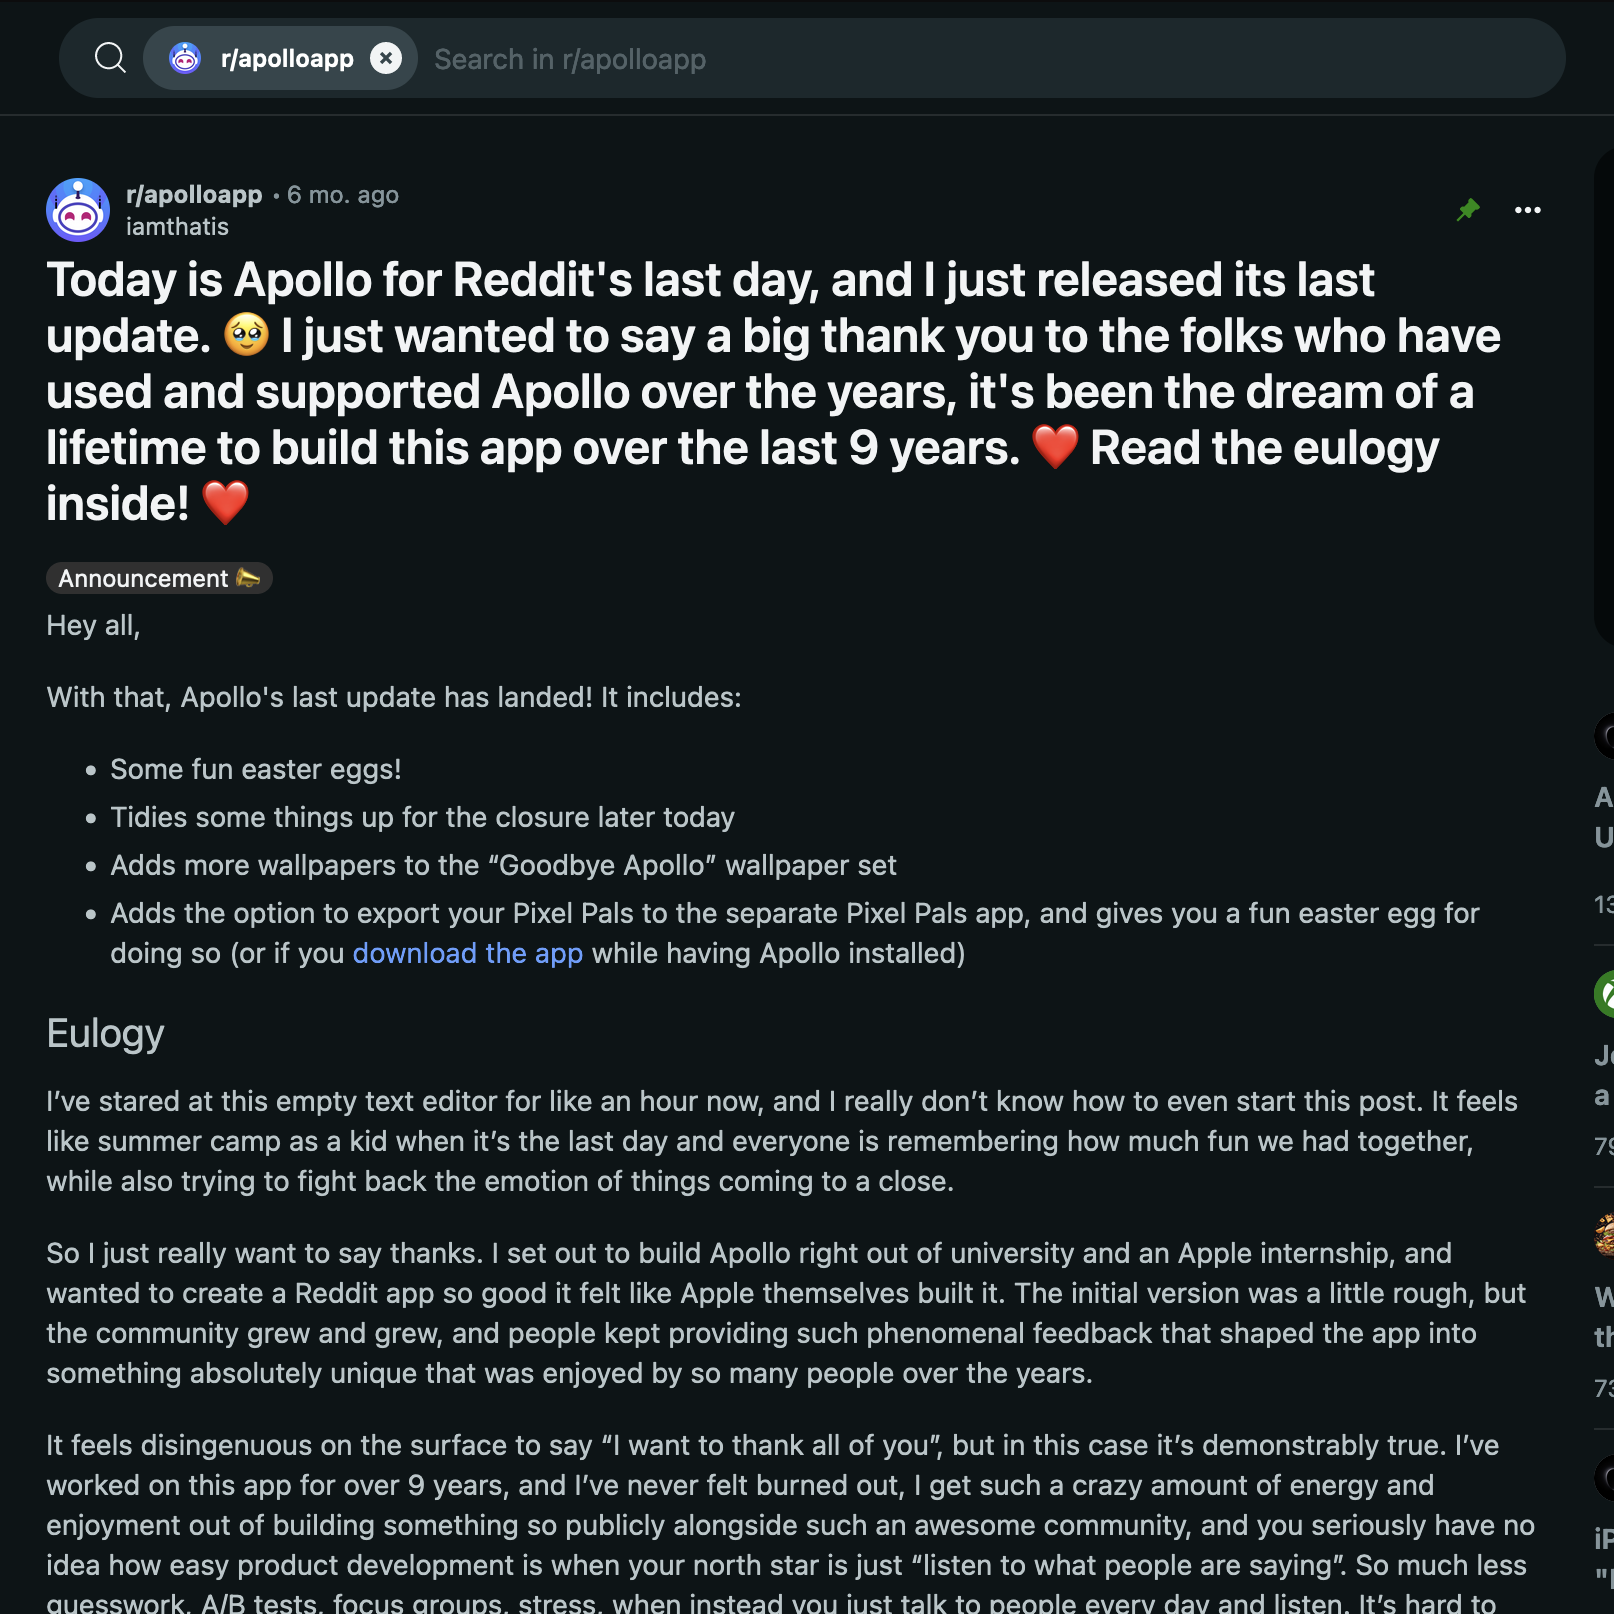 r/apolloapp Search in r/apolloapp
r/apolloapp • 6 mo. ago
iamthatis
Today is Apollo for Reddit's last day, and I just released its last
update. 🥹 I just wanted to say a big thank you to the folks who have
used and supported Apollo over the years, it's been the dream of a
lifetime to build this app over the last 9 years. ❤️ Read the eulogy
inside! ❤️
Announcement 📣
Hey all,
With that, Apollo's last update has landed! It includes:
• Some fun easter eggs!
• Tidies some things up for the closure later today
• Adds more wallpapers to the “Goodbye Apollo” wallpaper set
• Adds the option to export your Pixel Pals to the separate Pixel Pals app, and gives you a fun easter egg for
doing so (or if you download the app while having Apollo installed)
Eulogy
I’ve stared at this empty text editor for like an hour now, and I really don’t know how to even start this post. It feels
like summer camp as a kid when it’s the last day and everyone is remembering how much fun we had together,
while also trying to fight back the emotion of things coming to a close.
So I just really want to say thanks. I set out to build Apollo right out of university and an Apple internship, and
wanted to create a Reddit app so good it felt like Apple themselves built it. The initial version was a little rough, but
the community grew and grew, and people kept providing such phenomenal feedback that shaped the app into
something absolutely unique that was enjoyed by so many people over the years.
It feels disingenuous on the surface to say “I want to thank all of you”, but in this case it’s demonstrably true. I’ve
worked on this app for over 9 years, and I’ve never felt burned out, I get such a crazy amount of energy and
enjoyment out of building something so publicly alongside such an awesome community, and you seriously have no
idea how easy product development is when your north star is just “listen to what people are saying”. So much less
guesswork, A/B tests, focus groups, stress, when instead you just talk to people every day and listen. It’s hard to